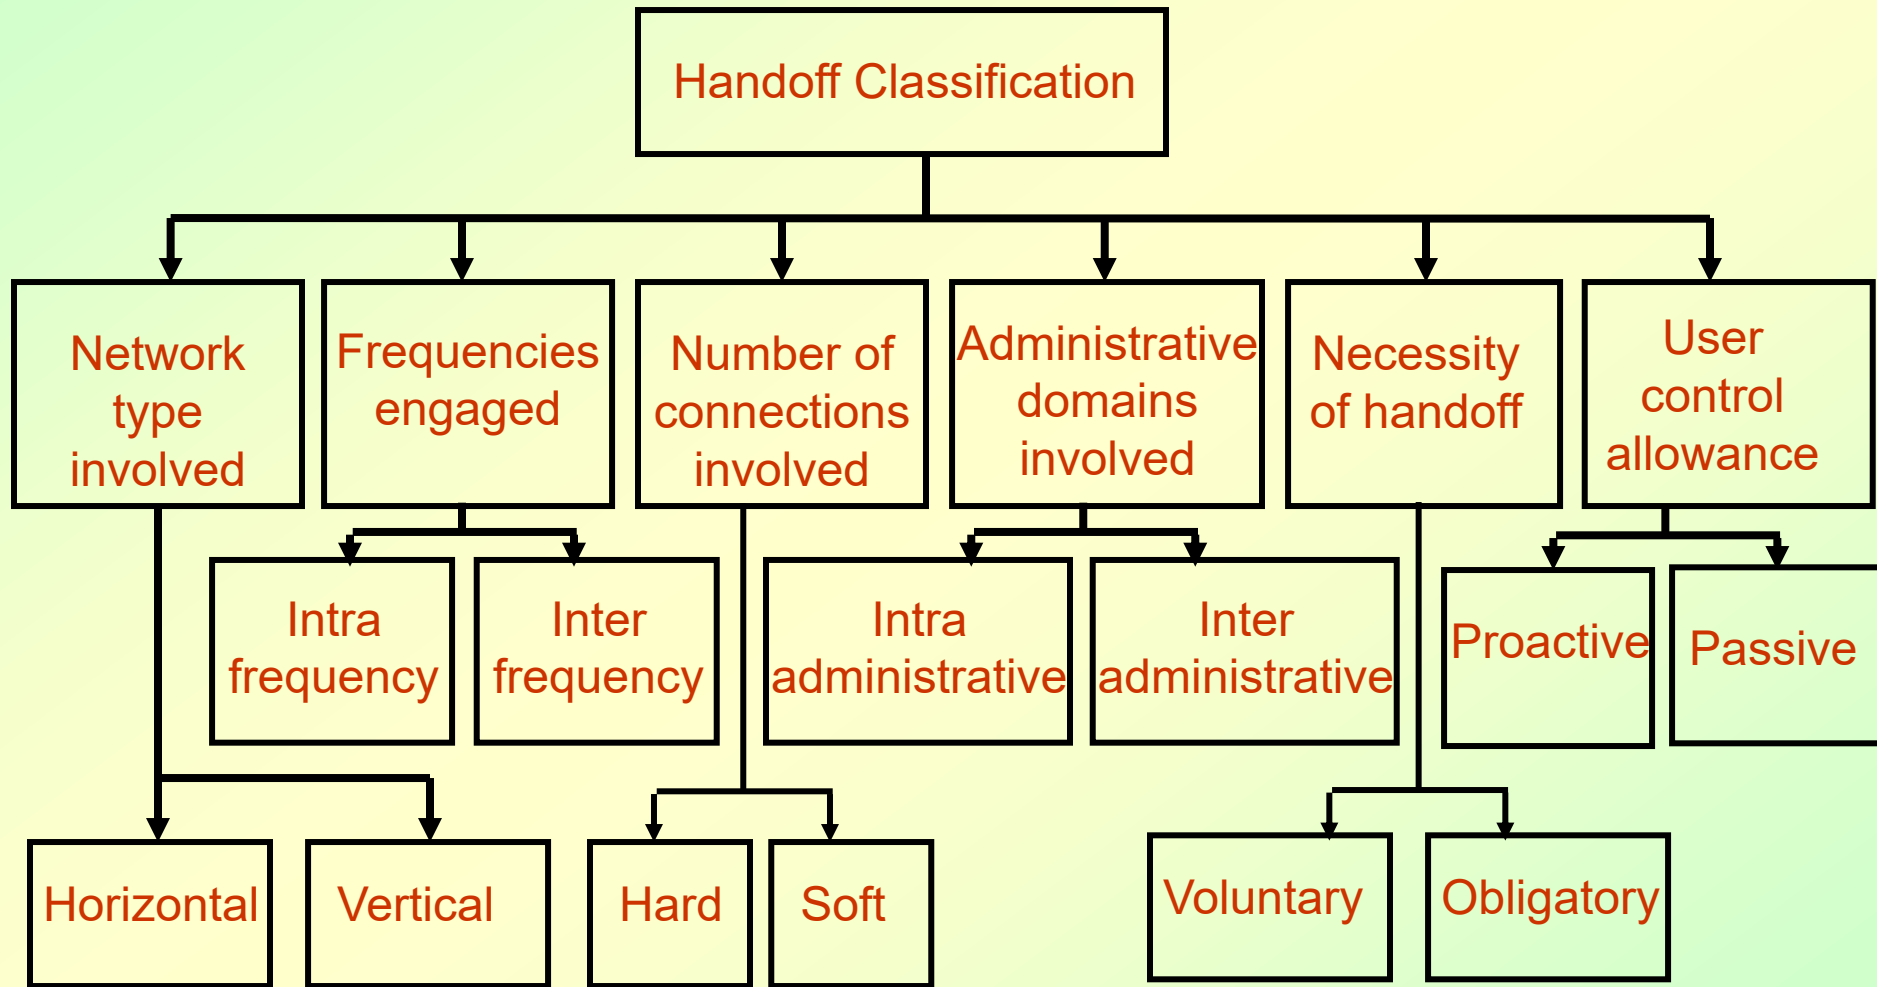 Handoff Classification
Network
type
involved
Frequencies
engaged
Number of
connections
involved
Administrative
domains
involved
Necessity
of handoff
User
control
allowance
Intra
frequency
Inter
frequency
Intra
administrative
Inter
administrative
Proactive
Passive
Horizontal
Vertical
Hard
Soft
Voluntary
Obligatory